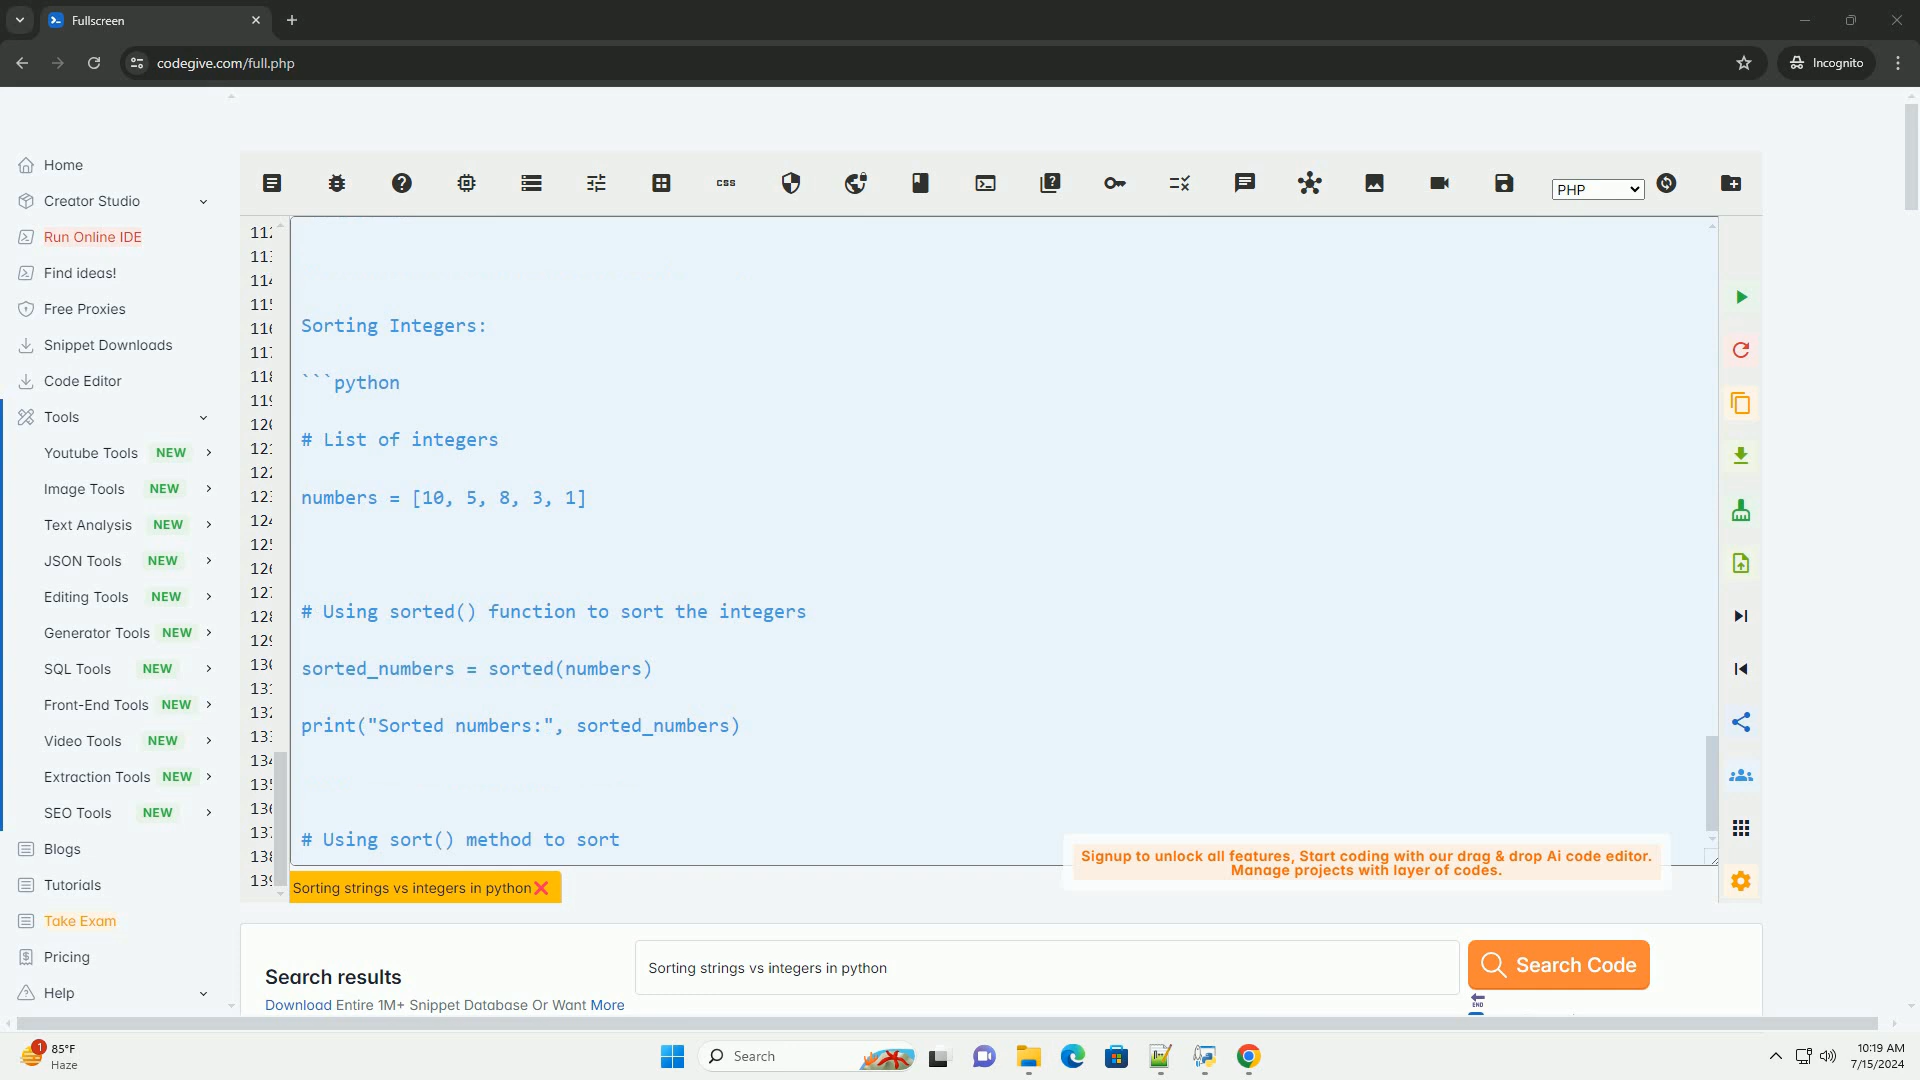 Fullscreen
codegive.com/full.php
Incognito
Home
Creator Studio
Run Online IDE
Find ideas!
Free Proxies
Snippet Downloads
Code Editor
Tools
Youtube Tools NEW
Image Tools NEW
Text Analysis NEW
JSON Tools NEW
Editing Tools NEW
Generator Tools NEW
SQL Tools NEW
Front-End Tools NEW
Video Tools NEW
Extraction Tools NEW
SEO Tools NEW
Blogs
Tutorials
Take Exam
Pricing
Help
css
PHP
Sorting Integers:
```python
# List of integers
numbers = [10, 5, 8, 3, 1]
# Using sorted() function to sort the integers
sorted_numbers = sorted(numbers)
print("Sorted numbers:", sorted_numbers)
# Using sort() method to sort
Signup to unlock all features, Start coding with our drag & drop Ai code editor.
Manage projects with layer of codes.
Sorting strings vs integers in python
Search results
Download Entire 1M+ Snippet Database Or Want More
Sorting strings vs integers in python
Search Code
END
1
85°F
Haze
Search
10:19 AM
7/15/2024